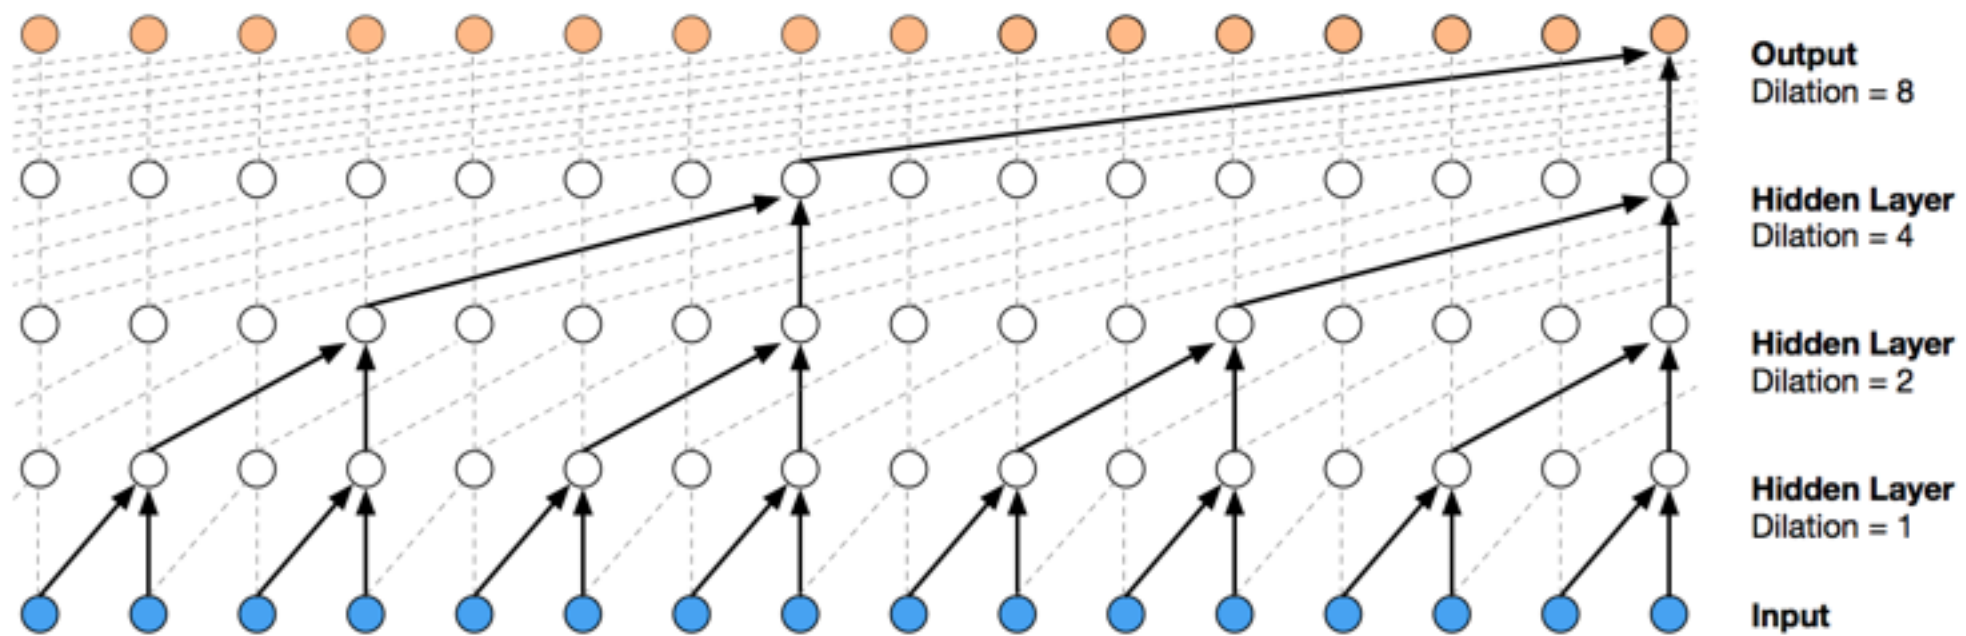 Output
Dilation = 8
Hidden Layer
Dilation = 4
Hidden Layer
Dilation = 2
Hidden Layer
Dilation = 1
Input